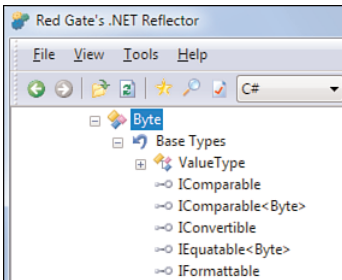 Red Gate's .NET Reflector
File View Tools Help
C#
Byte
Base Types
ValueType
IComparable
IComparable<Byte>
IConvertible
IEquatable<Byte>
IFormattable